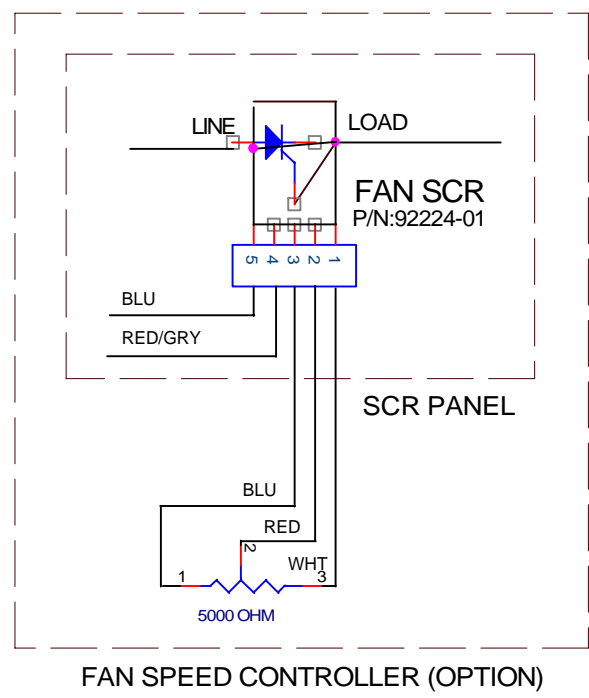 LINE
LOAD
FAN SCR
P/N:92224-01
5 4 3 2 1
BLU
RED/GRY
SCR PANEL
BLU
RED
2
WHT
1
3
5000 OHM
FAN SPEED CONTROLLER (OPTION)